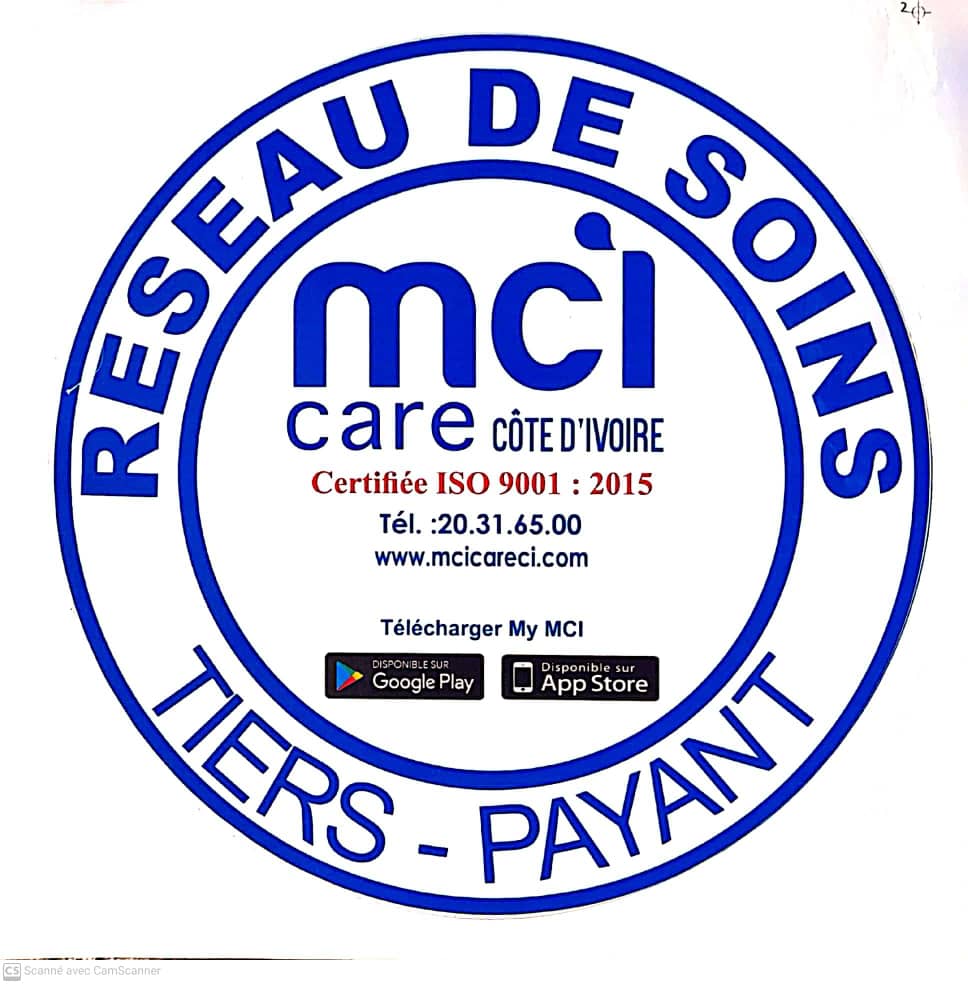 RESEAU DE SOINS
mci
care CÔTE D'IVOIRE
Certifiée ISO 9001 : 2015
Tél. :20.31.65.00
www.mcicareci.com
Télécharger My MCI
DISPONIBLE SUR
Google Play
Disponible sur
App Store
TIERS - PAYANT
CS Scanné avec CamScanner